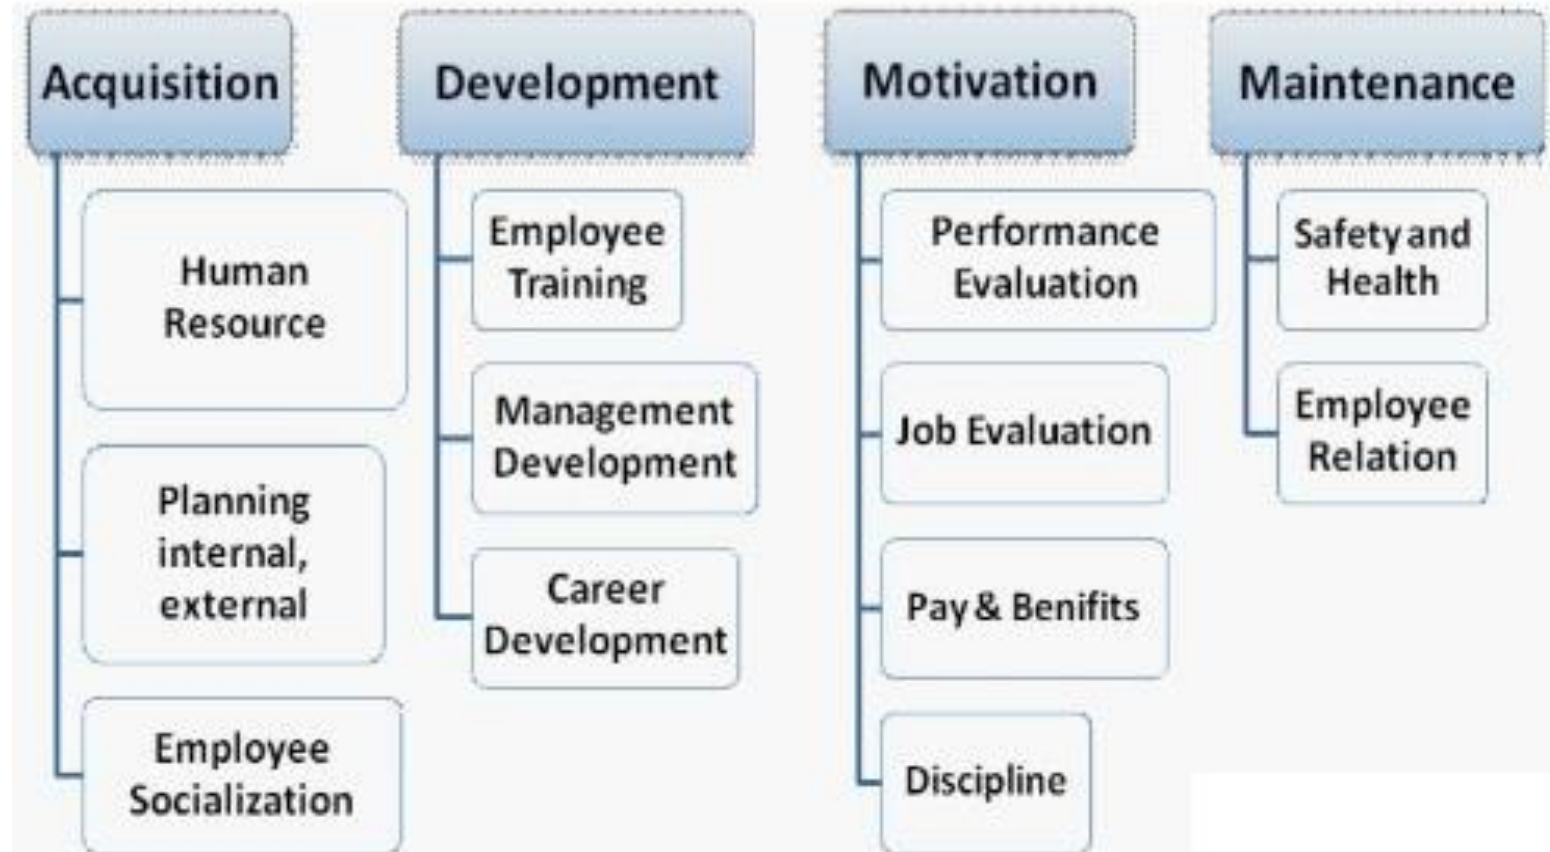 Acquisition
Human
Resource
Planning
internal,
external
Employee
Socialization
Development
Employee
Training
Management
Development
Career
Development
Motivation
Performance
Evaluation
Job Evaluation
Pay & Benifits
Discipline
Maintenance
Safety and
Health
Employee
Relation